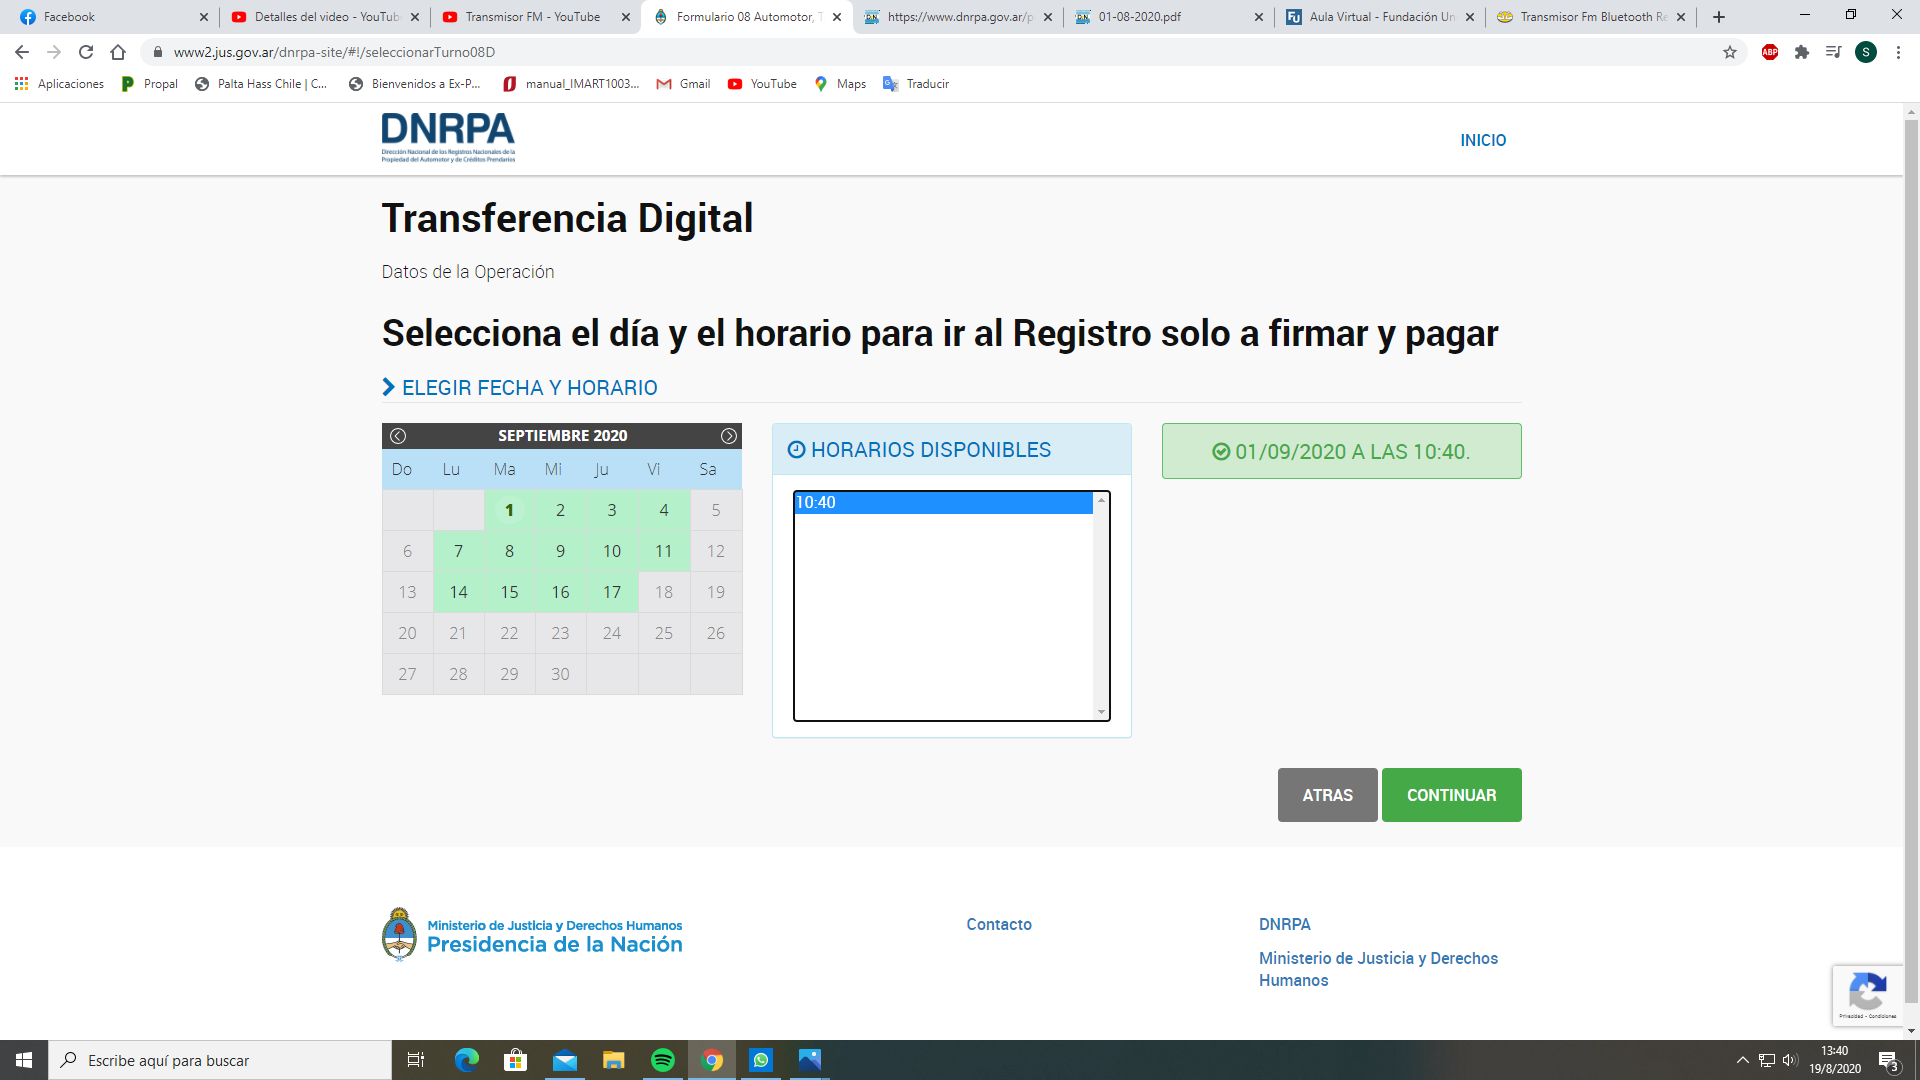 Facebook
Detalles del video - YouTub
Transmisor FM - YouTube
Formulario 08 Automotor, T
https://www.dnrpa.gov.ar/p
01-08-2020.pdf
Aula Virtual - Fundación Un
Transmisor Fm Bluetooth Re
www2.jus.gov.ar/dnrpa-site/#!/seleccionarTurno08D
ABP
S
Aplicaciones
Propal
Palta Hass Chile | C...
Bienvenidos a Ex-P...
manual_IMART1003...
Gmail
YouTube
Maps
Traducir
DNRPA
Dirección Nacional de los Registros Nacionales de la
Propiedad del Automotor y de Créditos Prendarios
INICIO
Transferencia Digital
Datos de la Operación
Selecciona el día y el horario para ir al Registro solo a firmar y pagar
ELEGIR FECHA Y HORARIO
SEPTIEMBRE 2020
Do Lu Ma Mi Ju Vi Sa
1 2 3 4 5
6 7 8 9 10 11 12
13 14 15 16 17 18 19
20 21 22 23 24 25 26
27 28 29 30
HORARIOS DISPONIBLES
10:40
01/09/2020 A LAS 10:40.
ATRAS
CONTINUAR
Ministerio de Justicia y Derechos Humanos
Presidencia de la Nación
Contacto
DNRPA
Ministerio de Justicia y Derechos
Humanos
Privacidad - Condiciones
Escribe aquí para buscar
13:40
19/8/2020
3